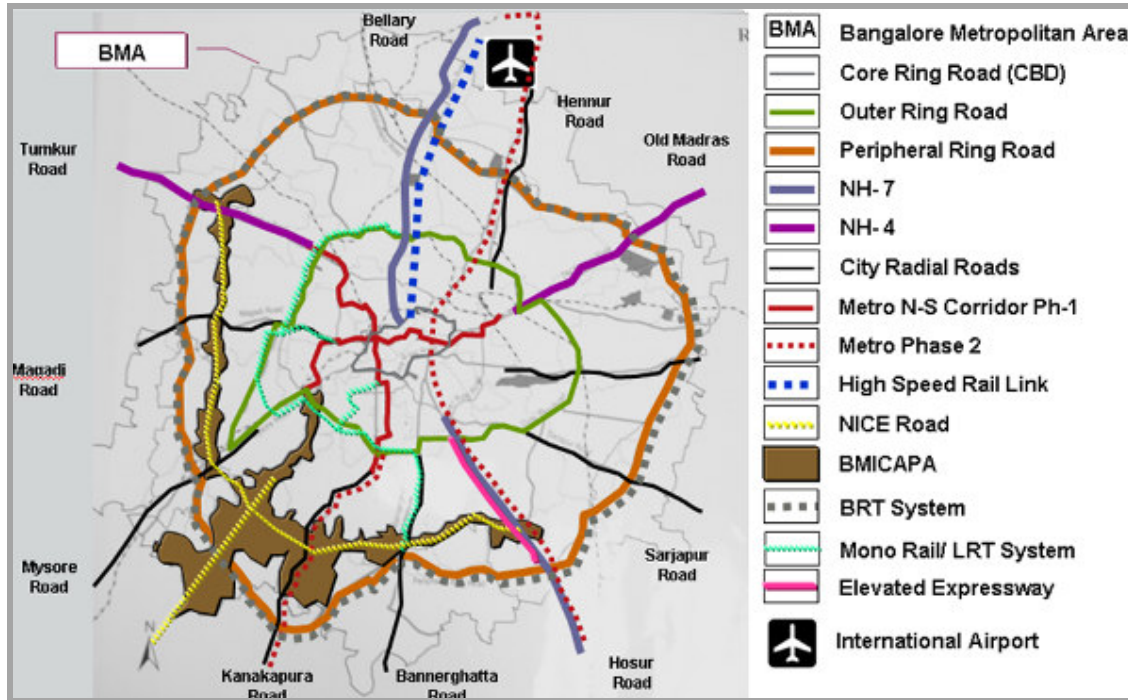 Bellary
Road
BMA
Hennur
Road
Old Madras
Road
Tumkur
Road
Magadi
Road
Mysore
Road
Sarjapur
Road
Kanakapura
Road
Bannerghatta
Road
Hosur
Road
N
R
BMA Bangalore Metropolitan Area
Core Ring Road (CBD)
Outer Ring Road
Peripheral Ring Road
NH-7
NH-4
City Radial Roads
Metro N-S Corridor Ph-1
Metro Phase 2
High Speed Rail Link
NICE Road
BMICAPA
BRT System
Mono Rail/ LRT System
Elevated Expressway
International Airport